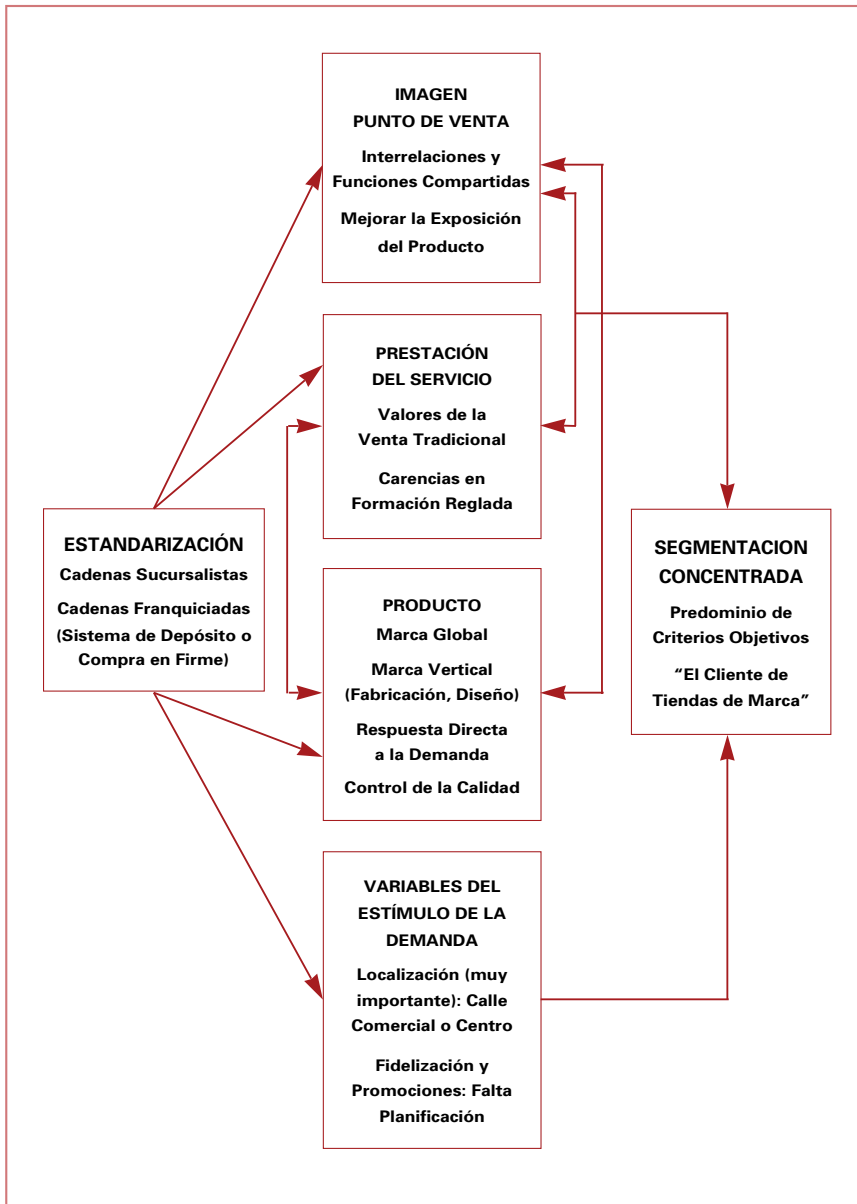 IMAGEN
PUNTO DE VENTA
Interrelaciones y
Funciones Compartidas
Mejorar la Exposición
del Producto
PRESTACIÓN
DEL SERVICIO
Valores de la
Venta Tradicional
Carencias en
Formación Reglada
ESTANDARIZACIÓN
Cadenas Sucursalistas
Cadenas Franquiciadas
(Sistema de Depósito o
Compra en Firme)
PRODUCTO
Marca Global
Marca Vertical
(Fabricación, Diseño)
Respuesta Directa
a la Demanda
Control de la Calidad
SEGMENTACION
CONCENTRADA
Predominio de
Criterios Objetivos
“El Cliente de
Tiendas de Marca”
VARIABLES DEL
ESTÍMULO DE LA
DEMANDA
Localización (muy
importante): Calle
Comercial o Centro
Fidelización y
Promociones: Falta
Planificación